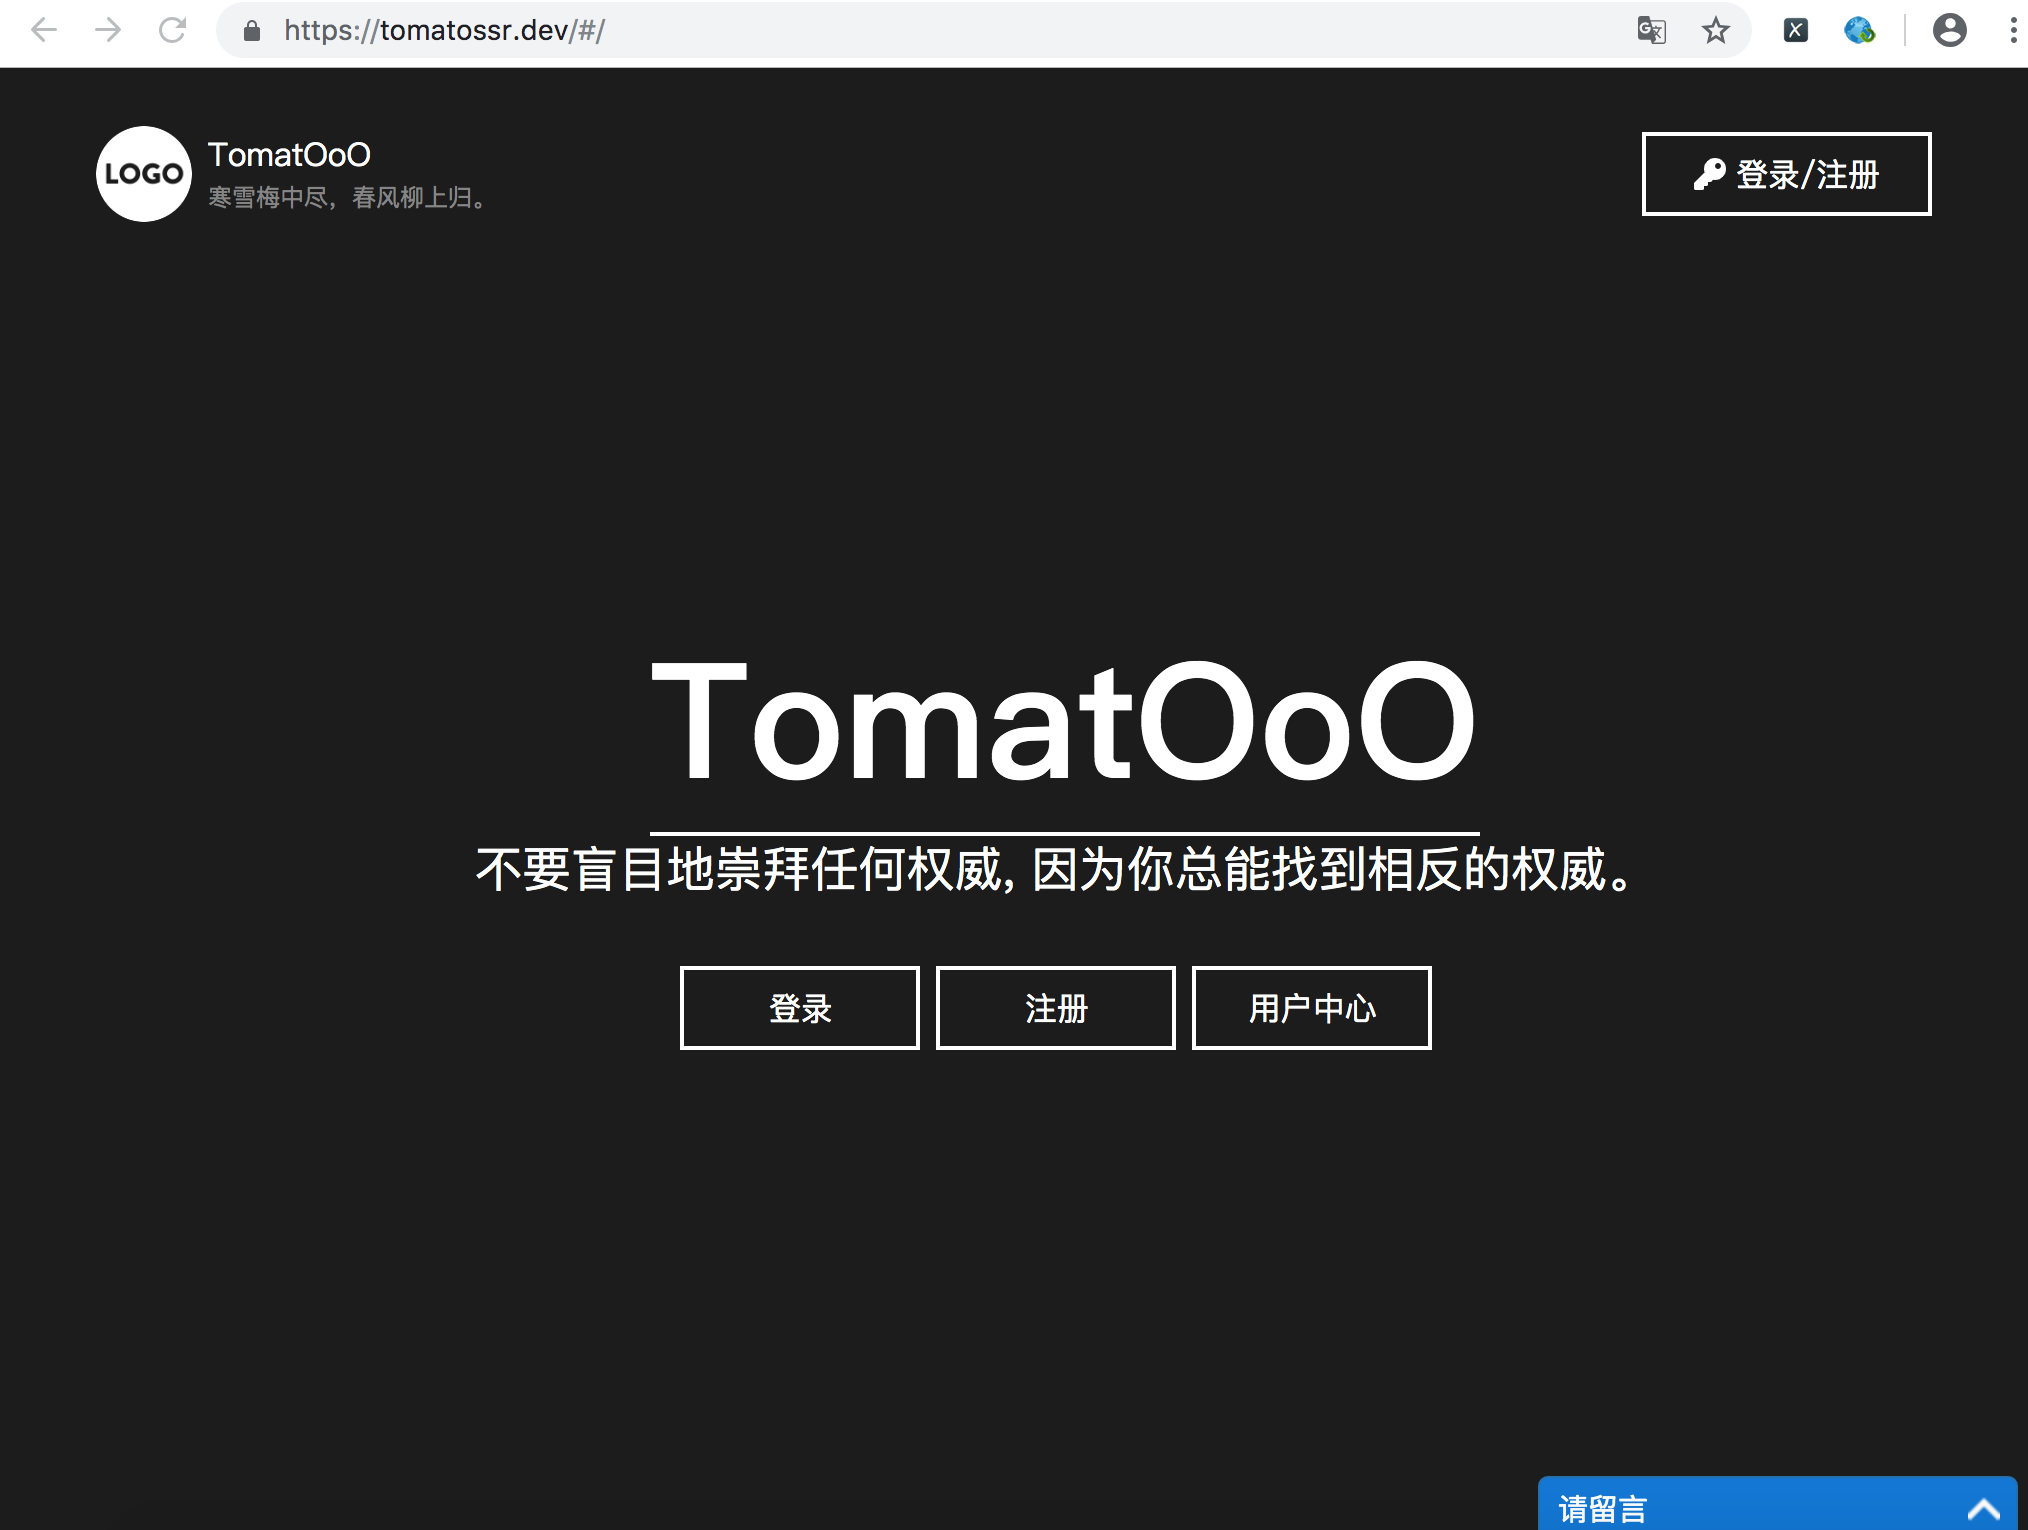 https://tomatossr.dev/#/
LOGO
TomatOoO
寒雪梅中尽，春风柳上归。
登录/注册
TomatOoO
不要盲目地崇拜任何权威, 因为你总能找到相反的权威。
登录
注册
用户中心
请留言